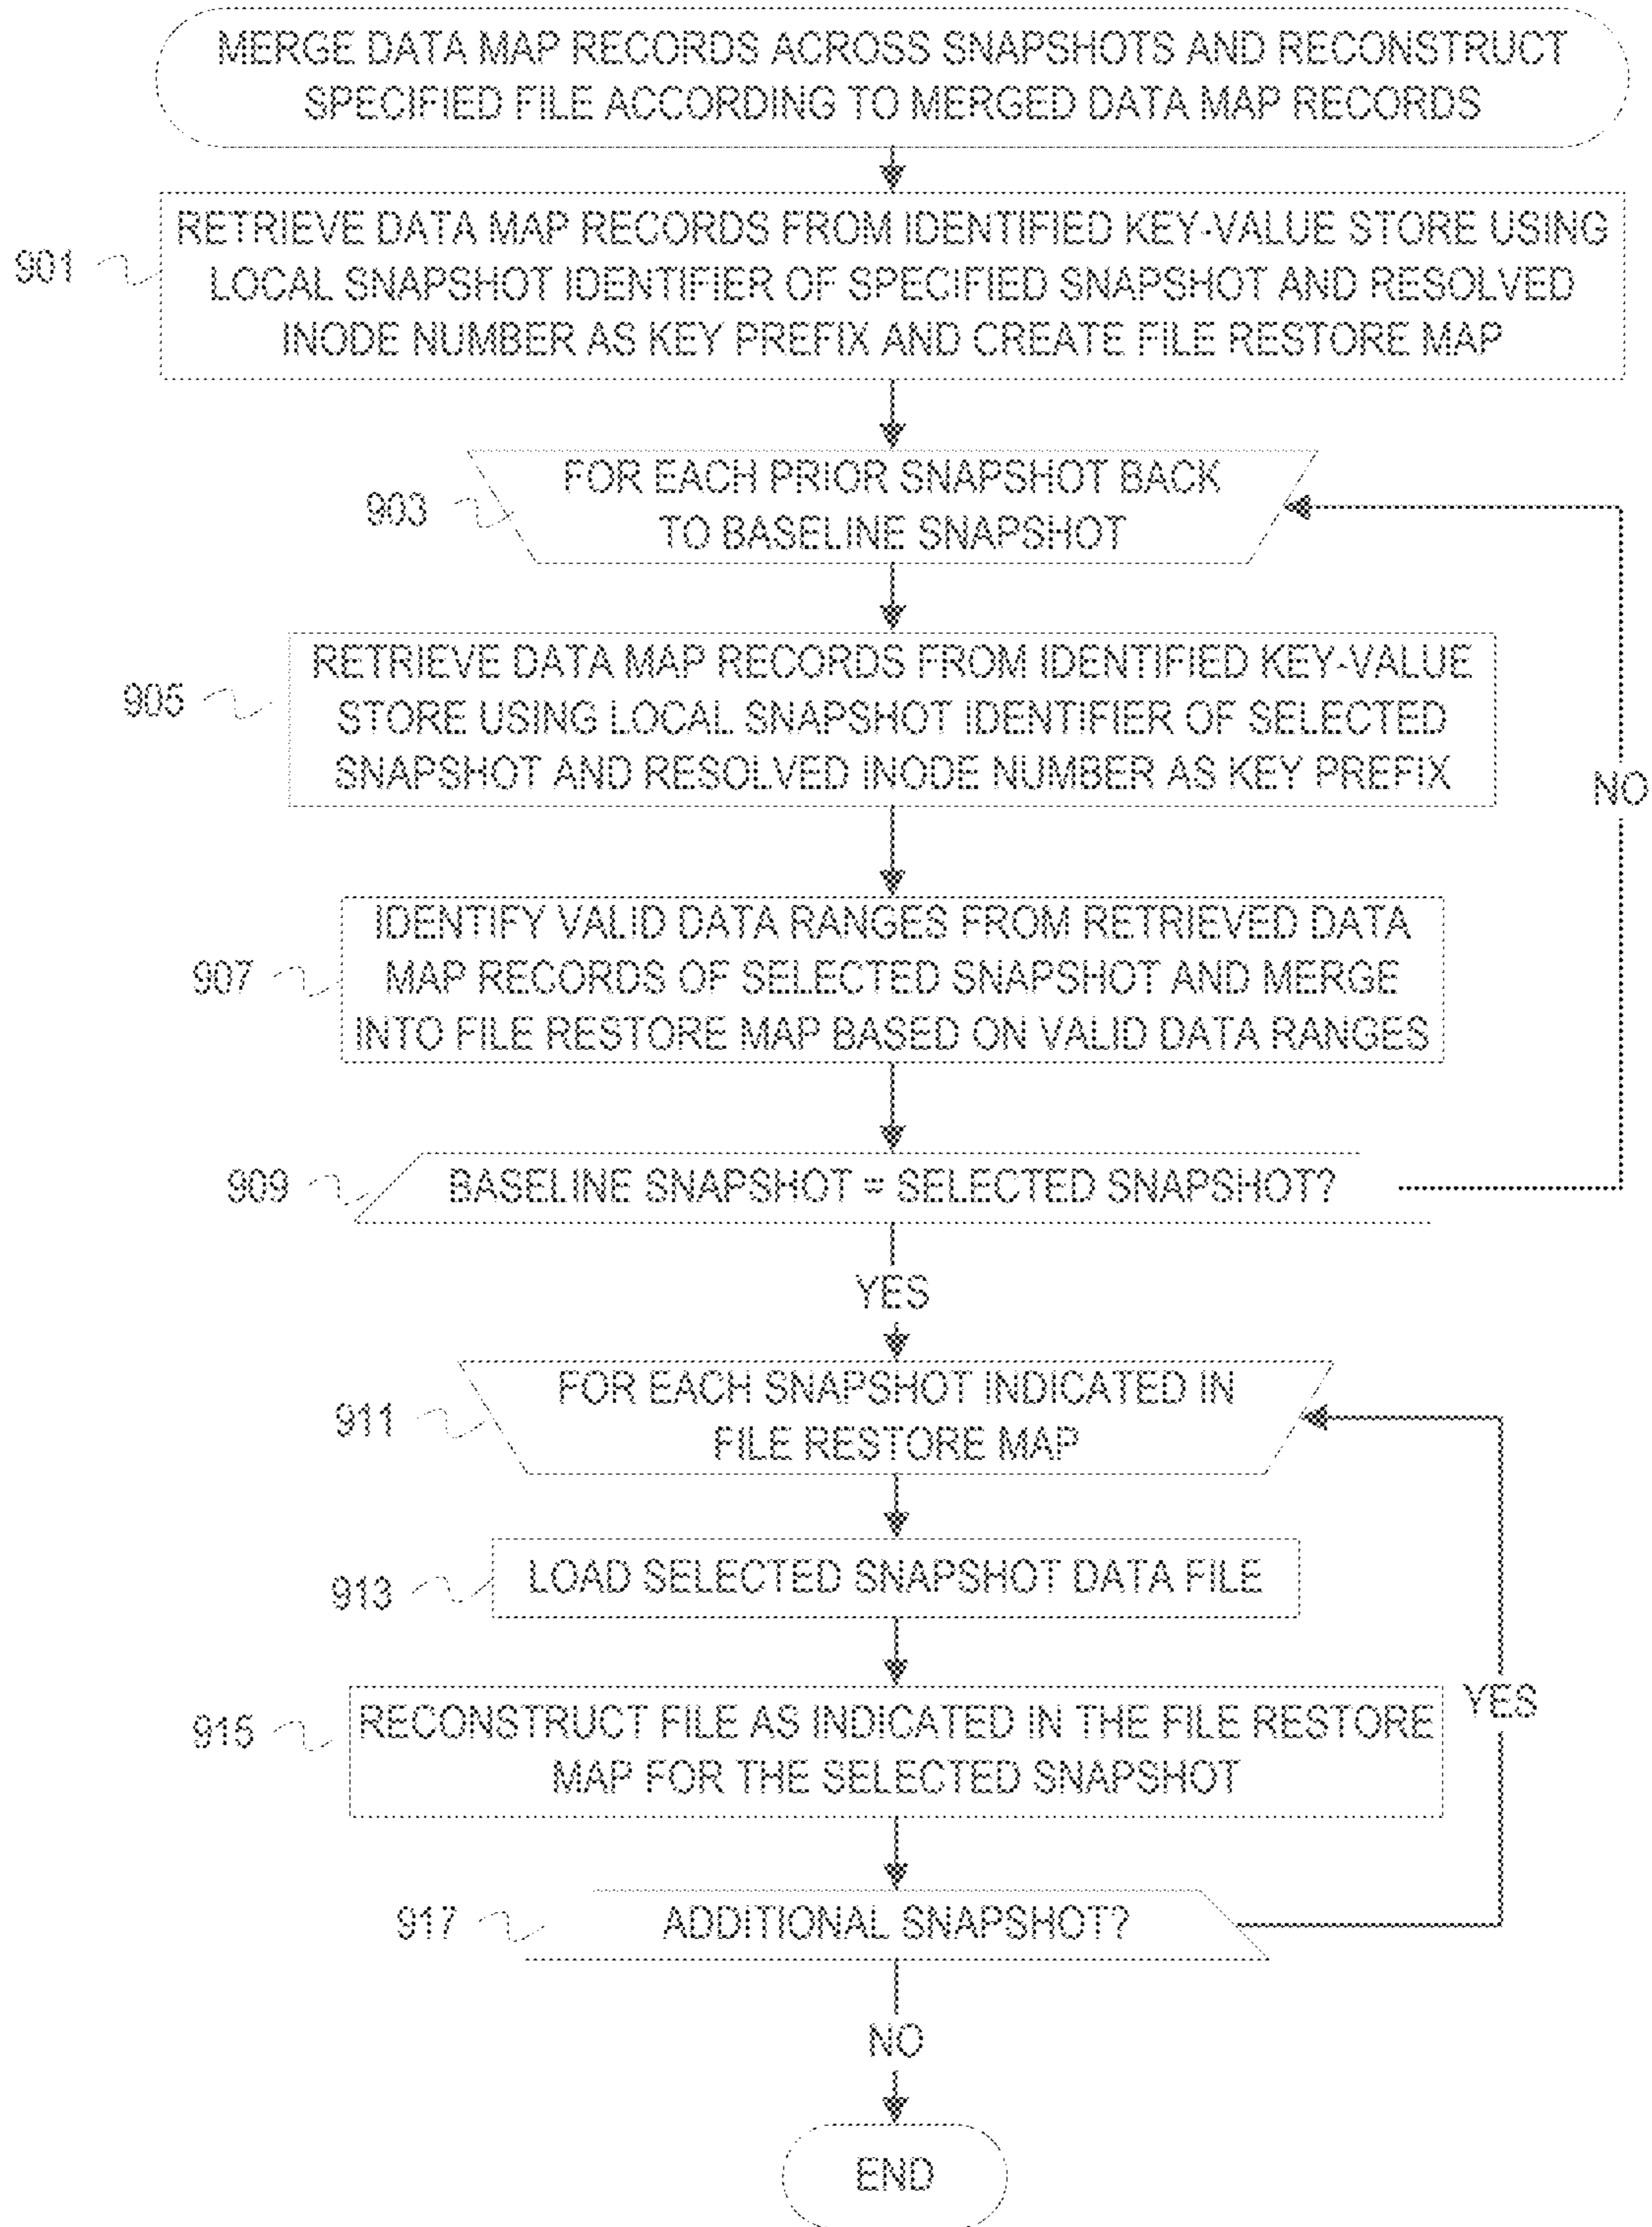 MERGE DATA MAP RECORDS ACROSS SNAPSHOTS AND RECONSTRUCT
SPECIFIED FILE ACCORDING TO MERGED DATA MAP RECORDS
901
RETRIEVE DATA MAP RECORDS FROM IDENTIFIED KEY-VALUE STORE USING
LOCAL SNAPSHOT IDENTIFIER OF SPECIFIED SNAPSHOT AND RESOLVED
INODE NUMBER AS KEY PREFIX AND CREATE FILE RESTORE MAP
903
FOR EACH PRIOR SNAPSHOT BACK
TO BASELINE SNAPSHOT
905
RETRIEVE DATA MAP RECORDS FROM IDENTIFIED KEY-VALUE
STORE USING LOCAL SNAPSHOT IDENTIFIER OF SELECTED
SNAPSHOT AND RESOLVED INODE NUMBER AS KEY PREFIX
NO
907
IDENTIFY VALID DATA RANGES FROM RETRIEVED DATA
MAP RECORDS OF SELECTED SNAPSHOT AND MERGE
INTO FILE RESTORE MAP BASED ON VALID DATA RANGES
909
BASELINE SNAPSHOT = SELECTED SNAPSHOT?
YES
911
FOR EACH SNAPSHOT INDICATED IN
FILE RESTORE MAP
913
LOAD SELECTED SNAPSHOT DATA FILE
915
RECONSTRUCT FILE AS INDICATED IN THE FILE RESTORE
MAP FOR THE SELECTED SNAPSHOT
YES
917
ADDITIONAL SNAPSHOT?
NO
END